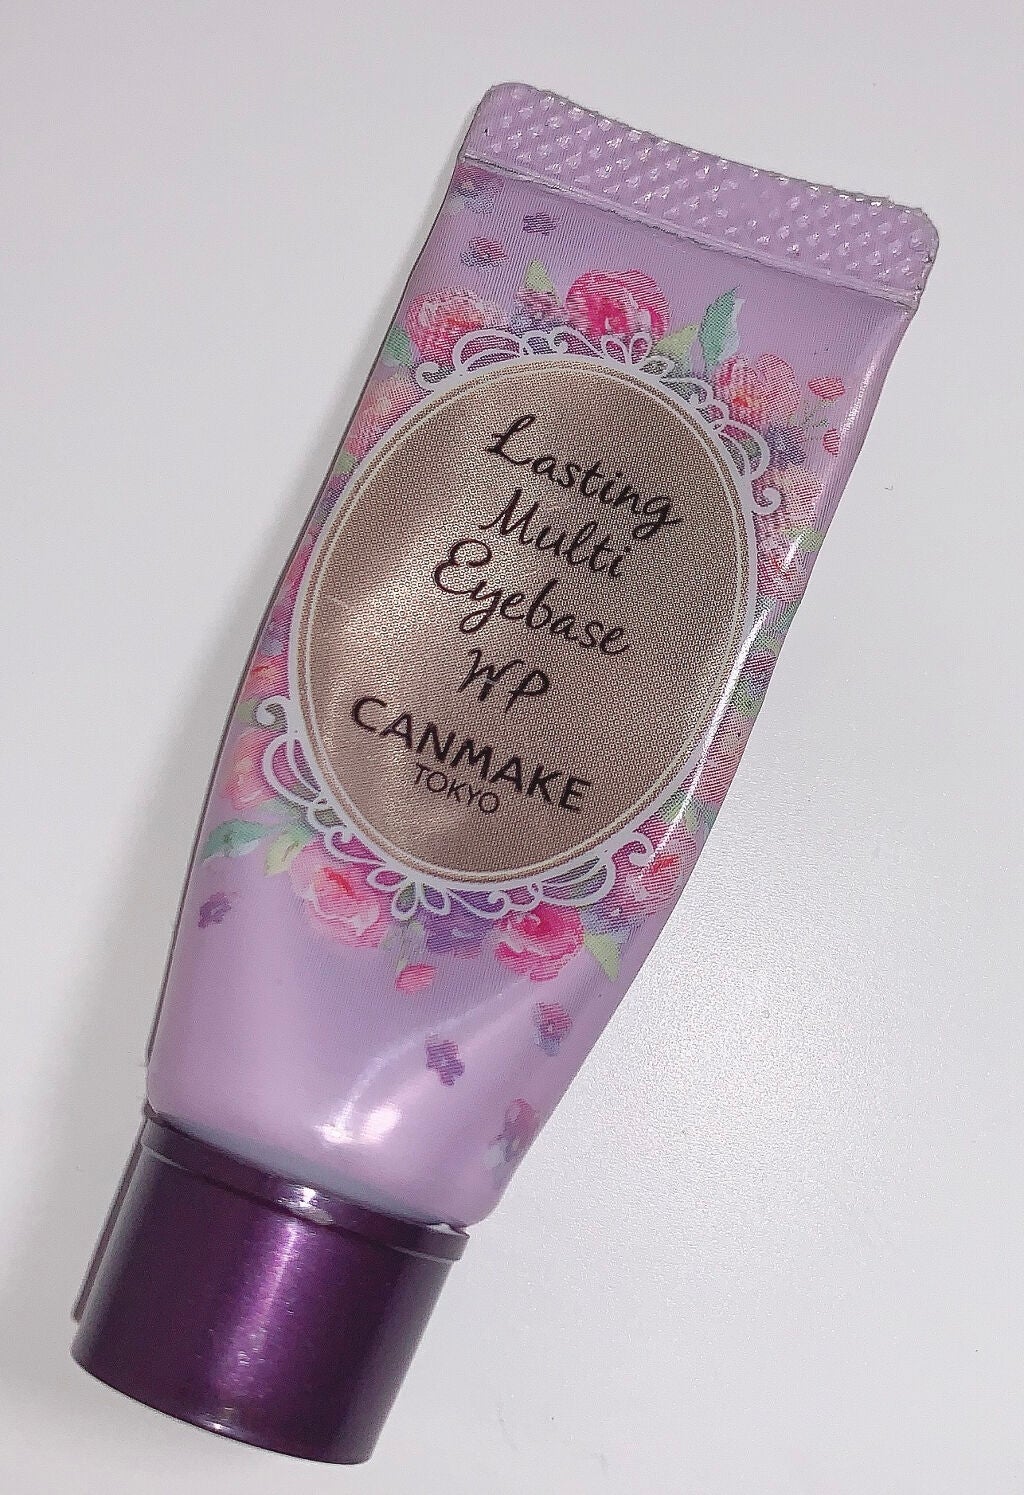 Lasting
Multi
Eyebase
WP
CANMAKE
TOKYO